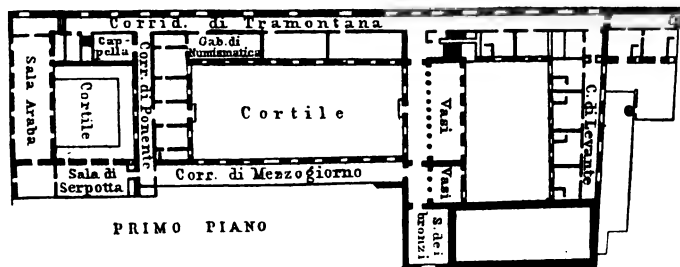 Corrid. di Tramontana
Cap-
pella
Gab. di
Numismatica
Corr. di Ponente
Sala Araba
Cortile
Cortile
Vasi
C. di Levante
Sala di
Serpotta
Corr. di Mezzogiorno
Vasi
S. dei
bronzi
PRIMO PIANO